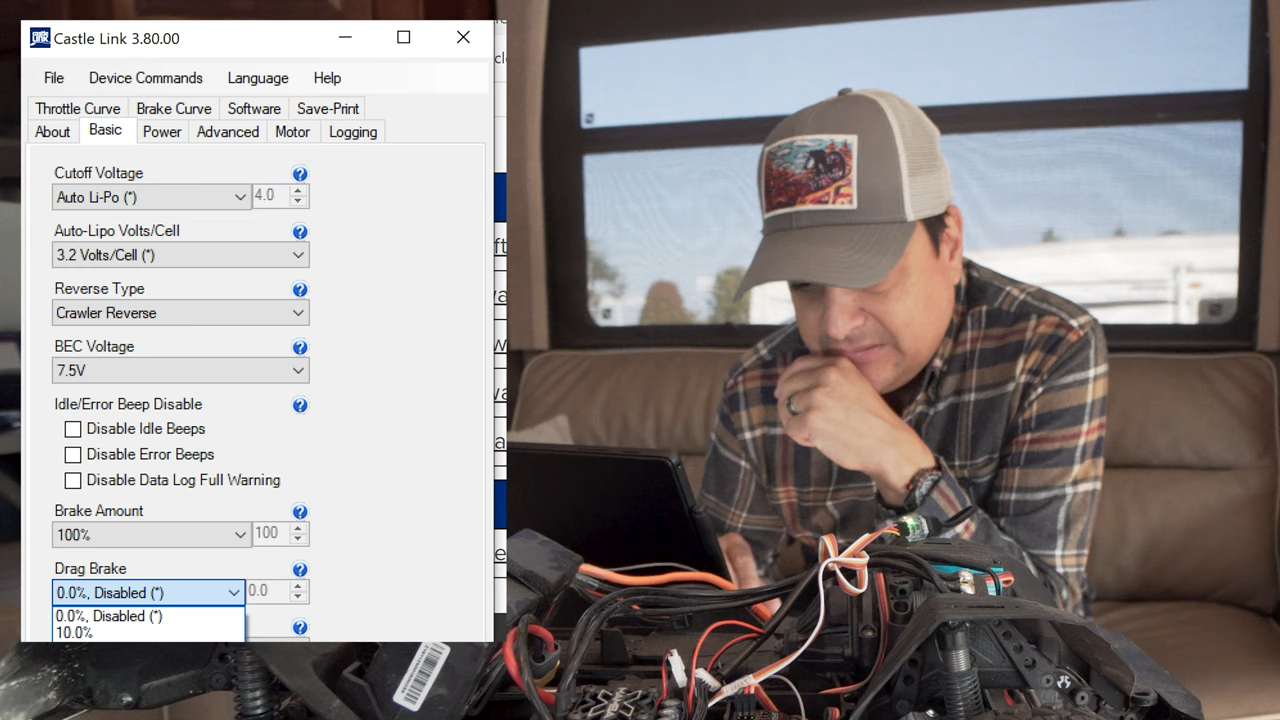 Castle Link 3.80.00
File Device Commands Language Help
Throttle Curve Brake Curve Software Save-Print
About Basic Power Advanced Motor Logging
Cutoff Voltage
Auto Li-Po (*) 4.0
Auto-Lipo Volts/Cell
3.2 Volts/Cell (*)
Reverse Type
Crawler Reverse
BEC Voltage
7.5V
Idle/Error Beep Disable
Disable Idle Beeps
Disable Error Beeps
Disable Data Log Full Warning
Brake Amount
100% 100
Drag Brake
0.0%, Disabled (*) 0.0
0.0%, Disabled (*)
10.0%